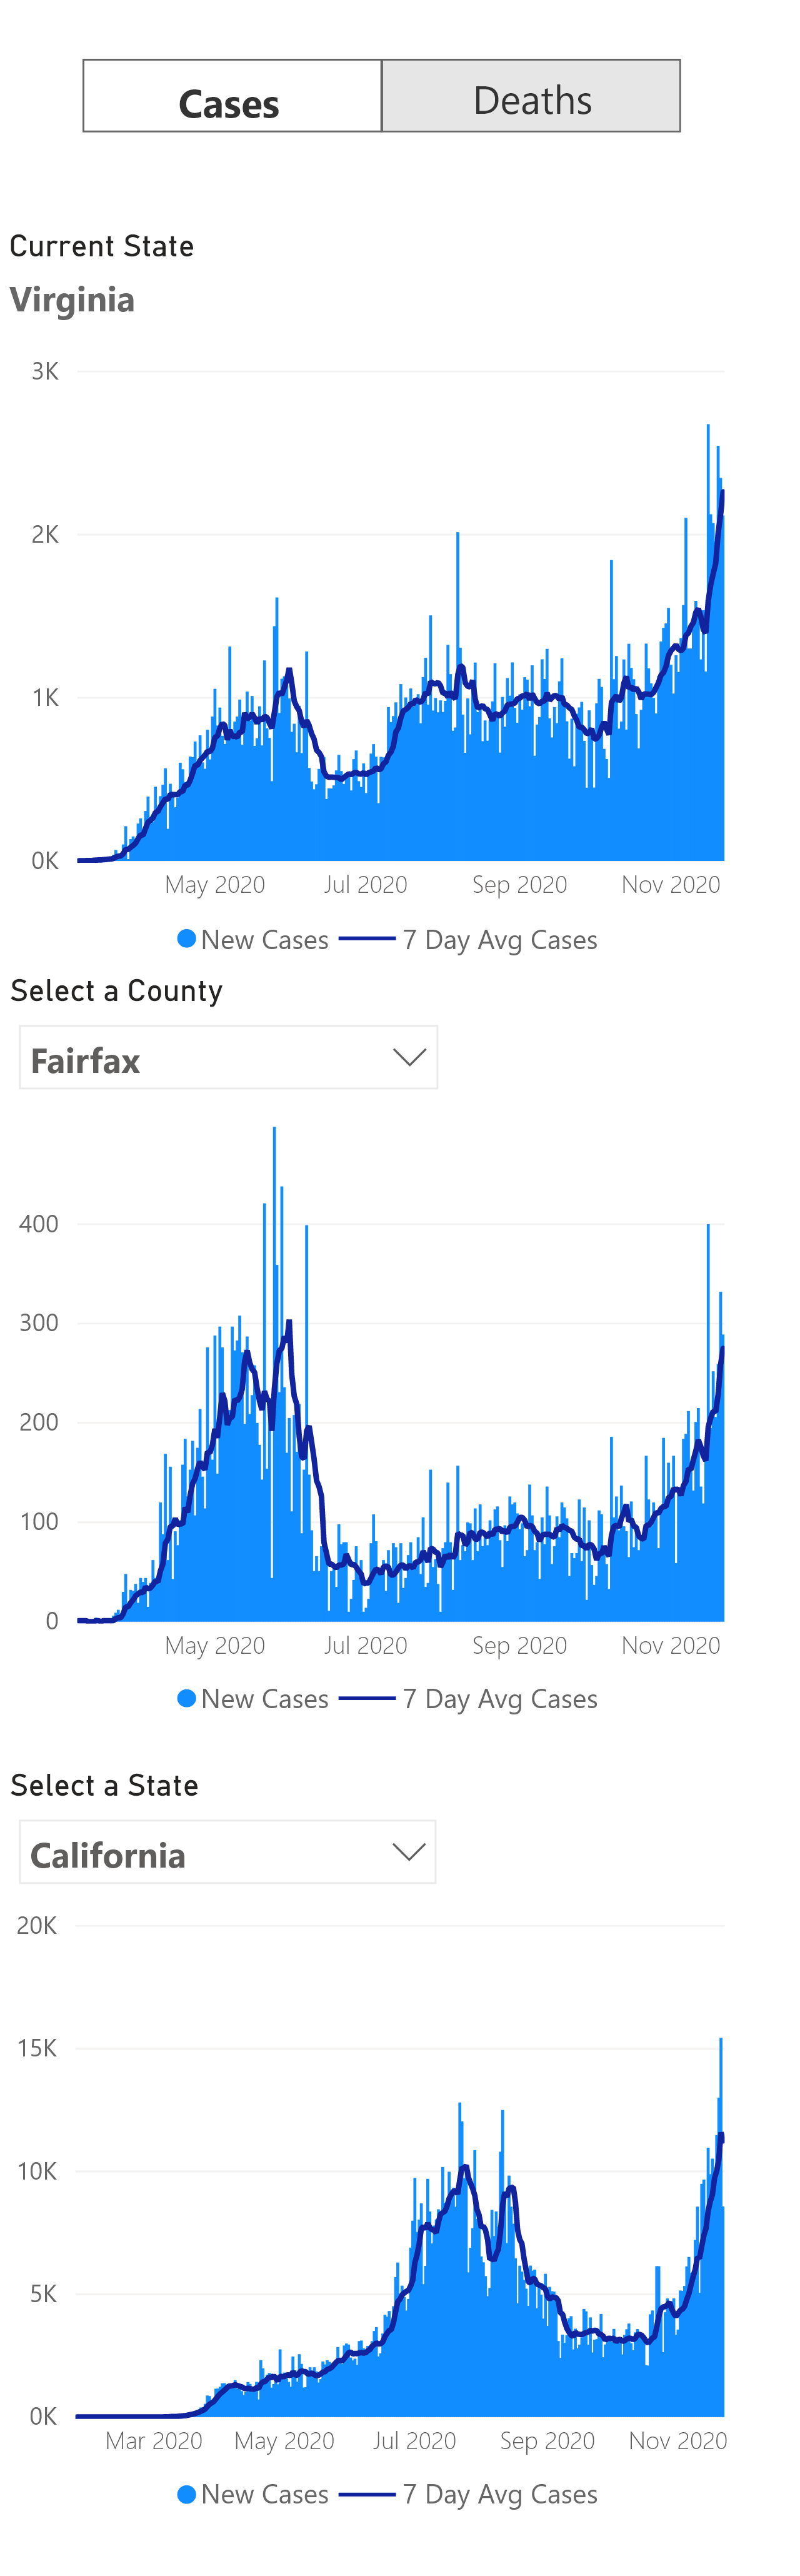 Cases Deaths
Current State
Virginia
3K
2K
1K
0K
May 2020 Jul 2020 Sep 2020 Nov 2020
New Cases 7 Day Avg Cases
Select a County
Fairfax
400
300
200
100
0
May 2020 Jul 2020 Sep 2020 Nov 2020
New Cases 7 Day Avg Cases
Select a State
California
20K
15K
10K
5K
0K
Mar 2020 May 2020 Jul 2020 Sep 2020 Nov 2020
New Cases 7 Day Avg Cases